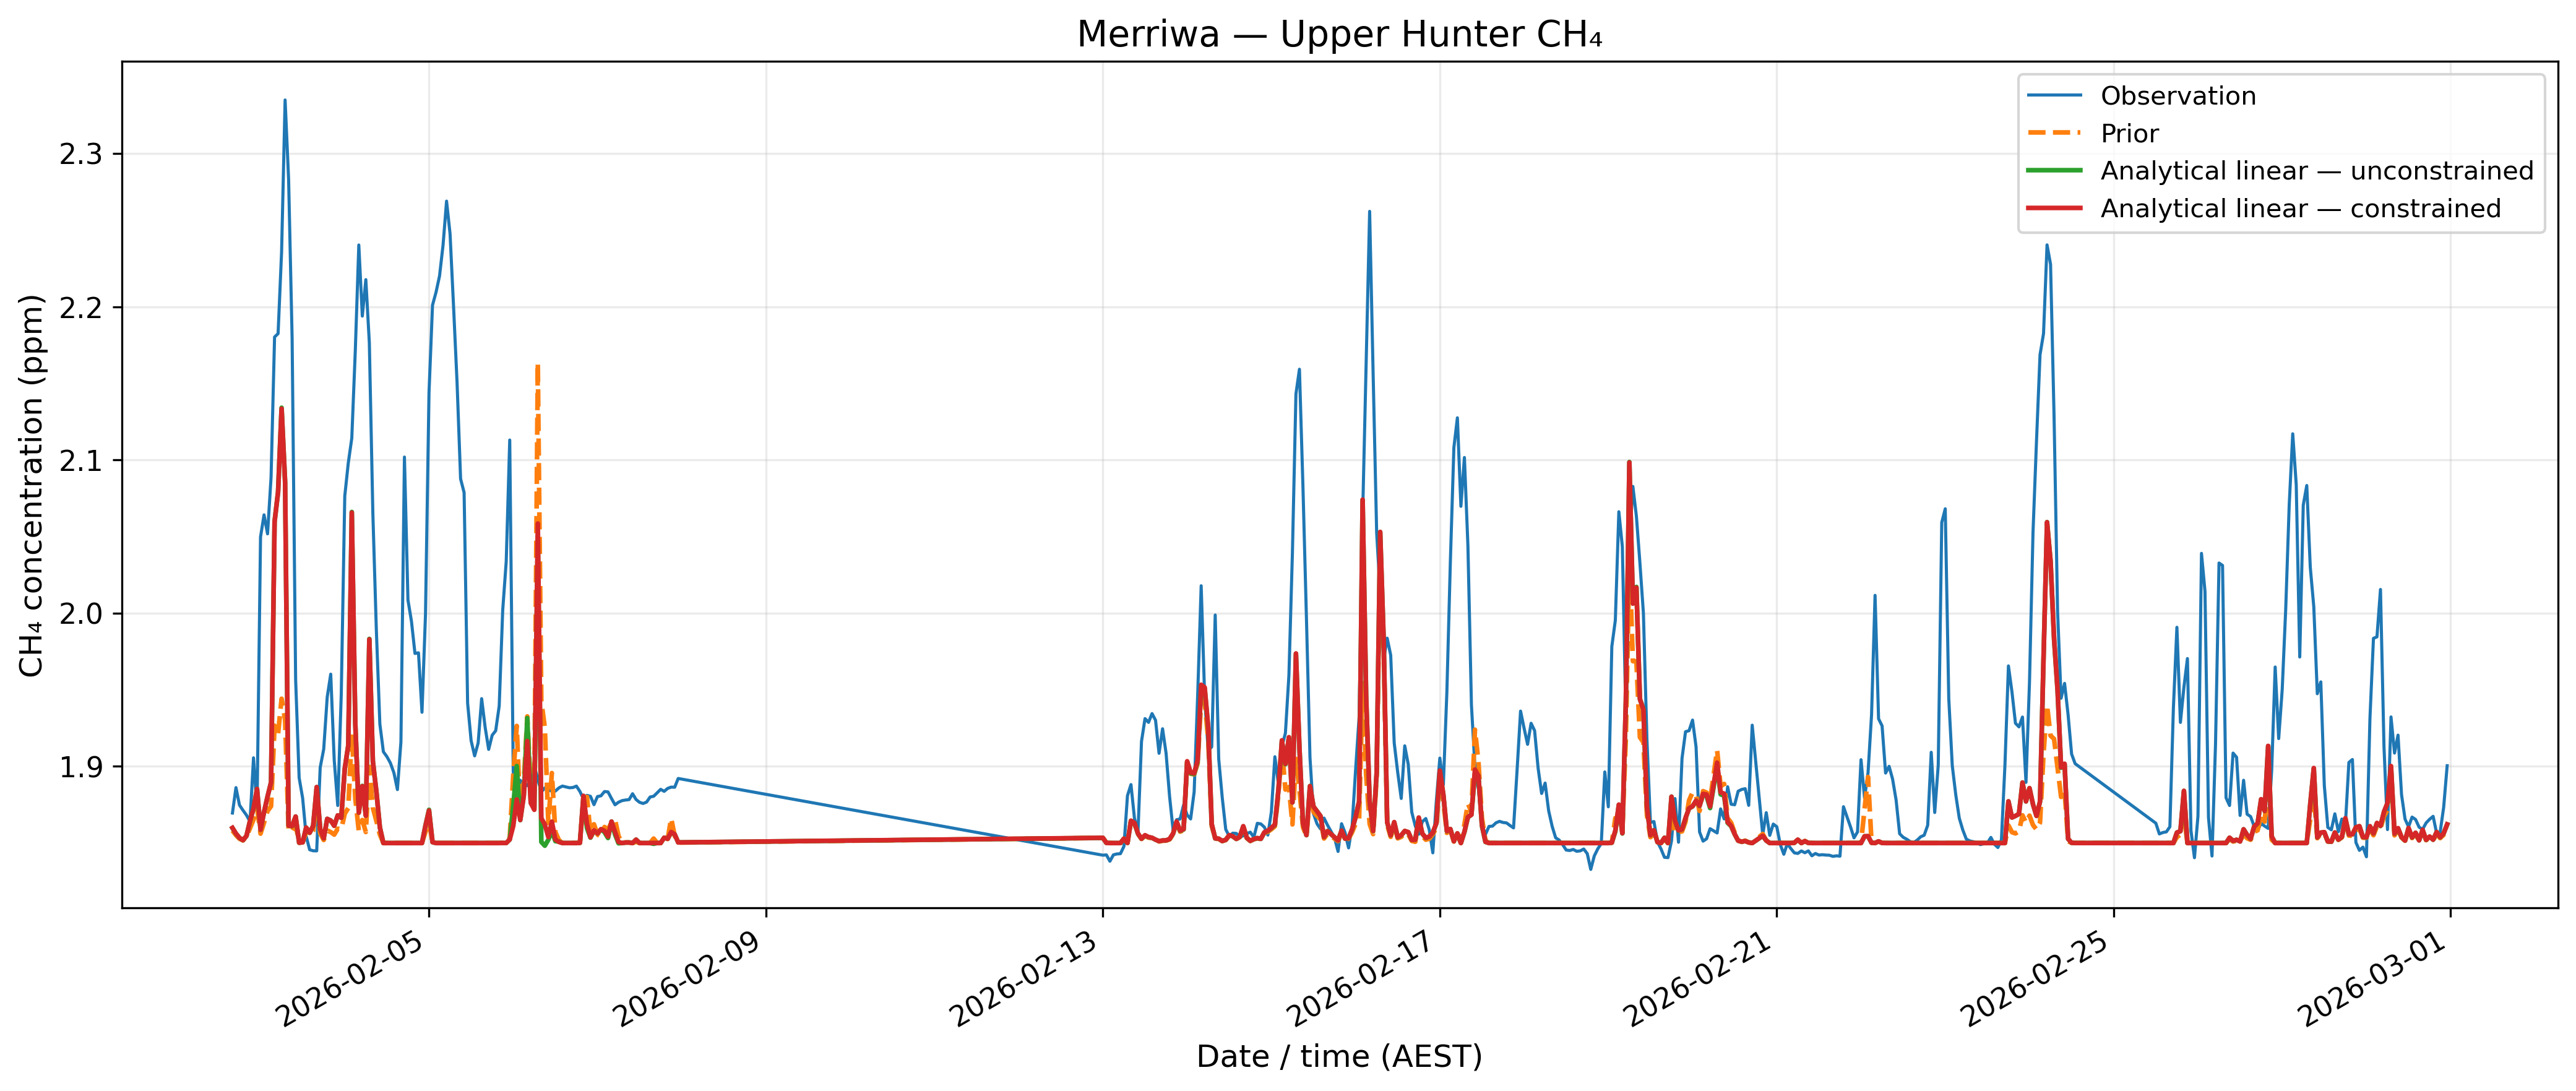 Merriwa — Upper Hunter CH₄
Observation
Prior
Analytical linear — unconstrained
Analytical linear — constrained
CH₄ concentration (ppm)
2.3
2.2
2.1
2.0
1.9
2026-02-05
2026-02-09
2026-02-13
2026-02-17
2026-02-21
2026-02-25
2026-03-01
Date / time (AEST)